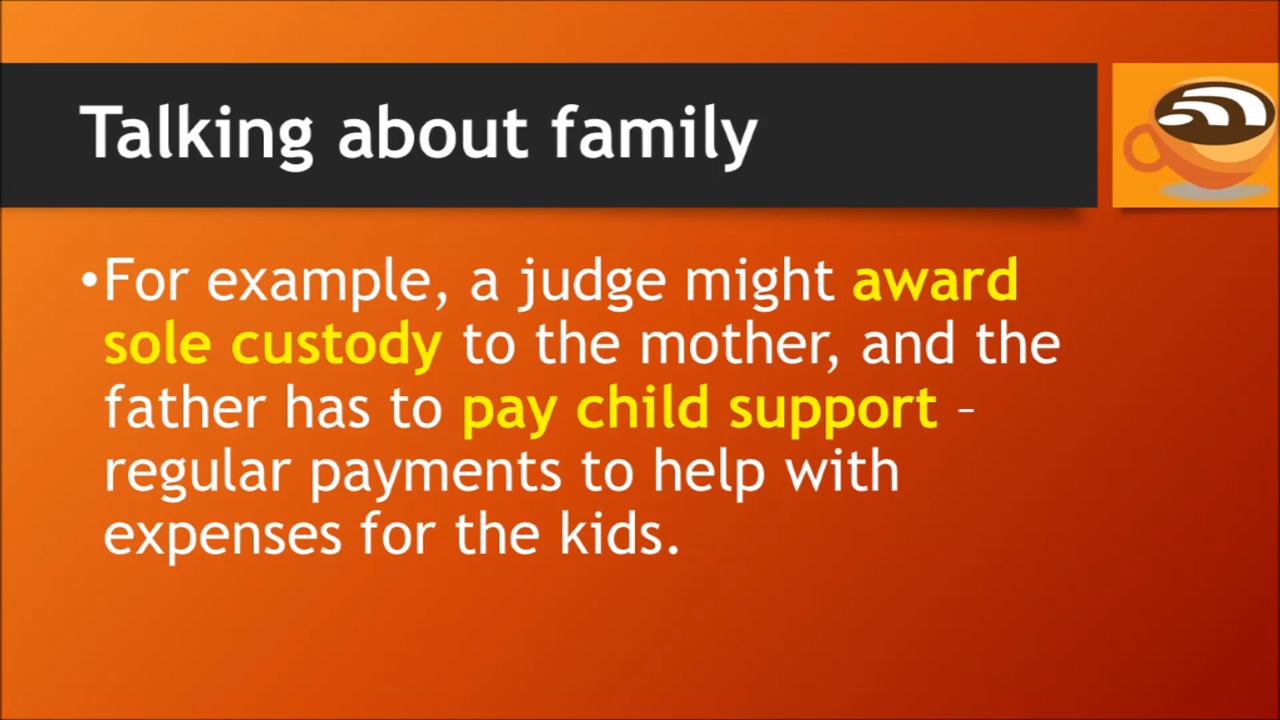 Talking about family
•For example, a judge might award
sole custody to the mother, and the
father has to pay child support –
regular payments to help with
expenses for the kids.